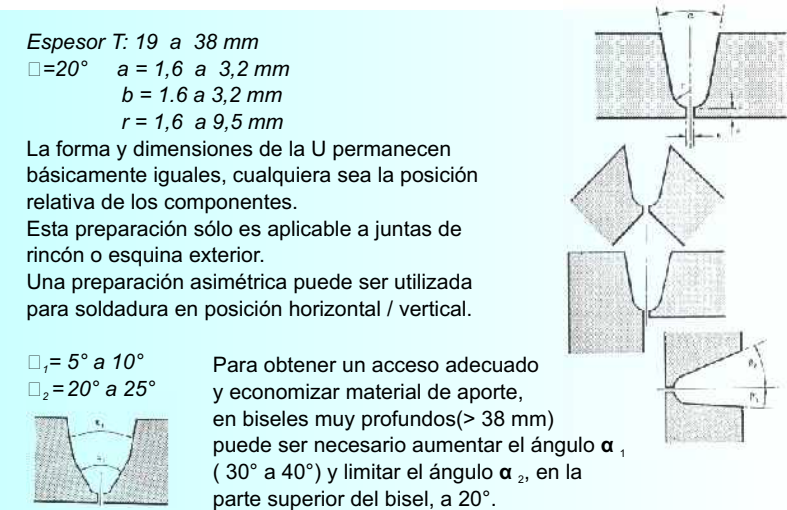 Espesor T: 19 a 38 mm
□=20° a = 1,6 a 3,2 mm
b = 1.6 a 3,2 mm
r = 1,6 a 9,5 mm
La forma y dimensiones de la U permanecen
básicamente iguales, cualquiera sea la posición
relativa de los componentes.
Esta preparación sólo es aplicable a juntas de
rincón o esquina exterior.
Una preparación asimétrica puede ser utilizada
para soldadura en posición horizontal / vertical.
□₁= 5° a 10°
□₂=20° a 25°
Para obtener un acceso adecuado
y economizar material de aporte,
en biseles muy profundos(> 38 mm)
puede ser necesario aumentar el ángulo α ₁
( 30° a 40°) y limitar el ángulo α ₂, en la
parte superior del bisel, a 20°.